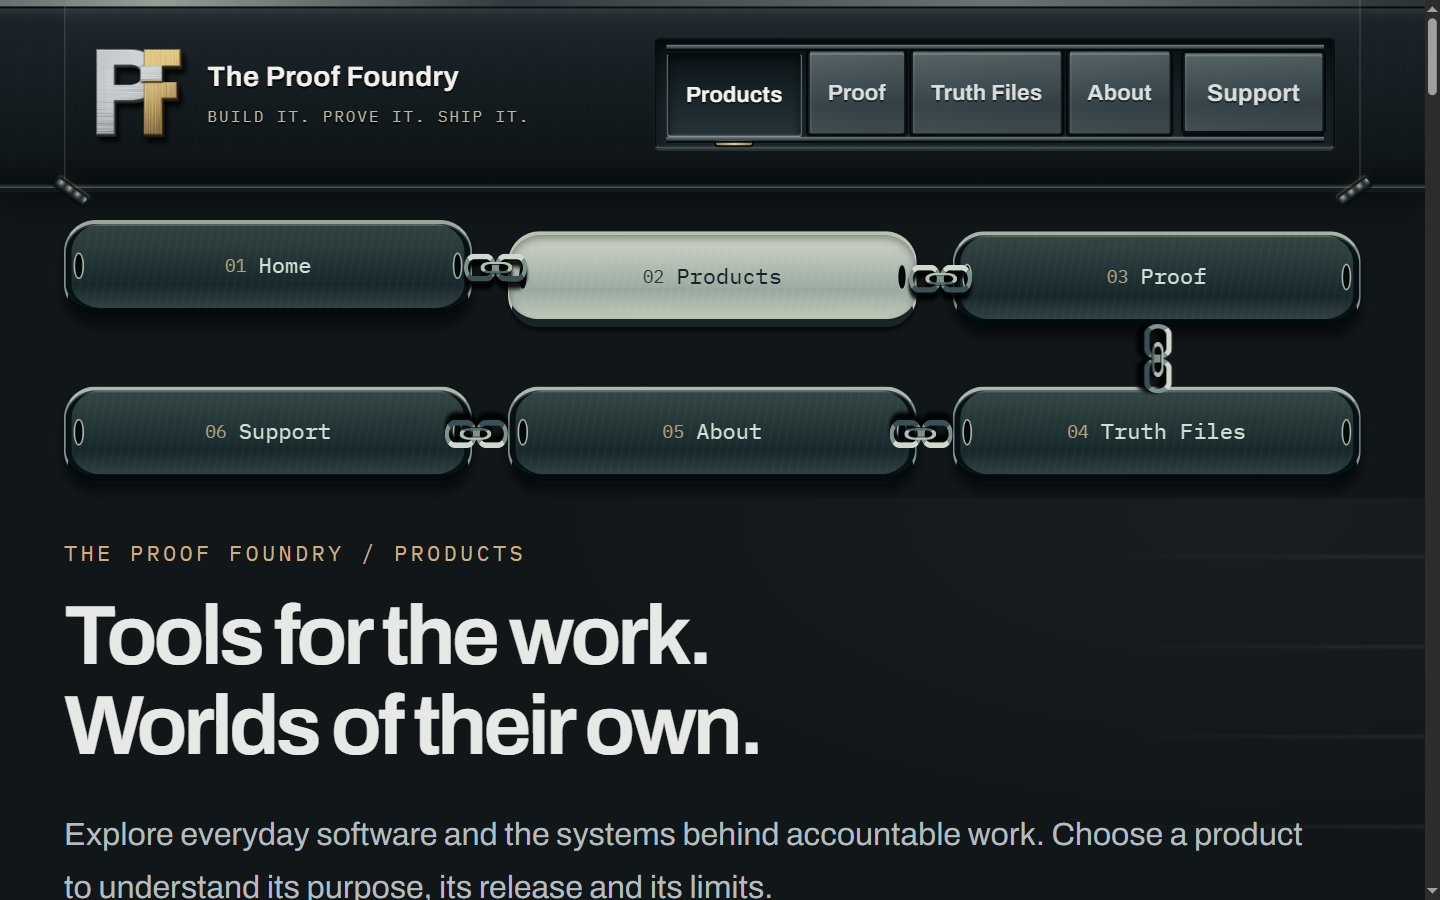 PF
The Proof Foundry
BUILD IT. PROVE IT. SHIP IT.
Products
Proof
Truth Files
About
Support
01 Home
02 Products
03 Proof
06 Support
05 About
04 Truth Files
THE PROOF FOUNDRY / PRODUCTS
Tools for the work.
Worlds of their own.
Explore everyday software and the systems behind accountable work. Choose a product
to understand its purpose, its release and its limits.